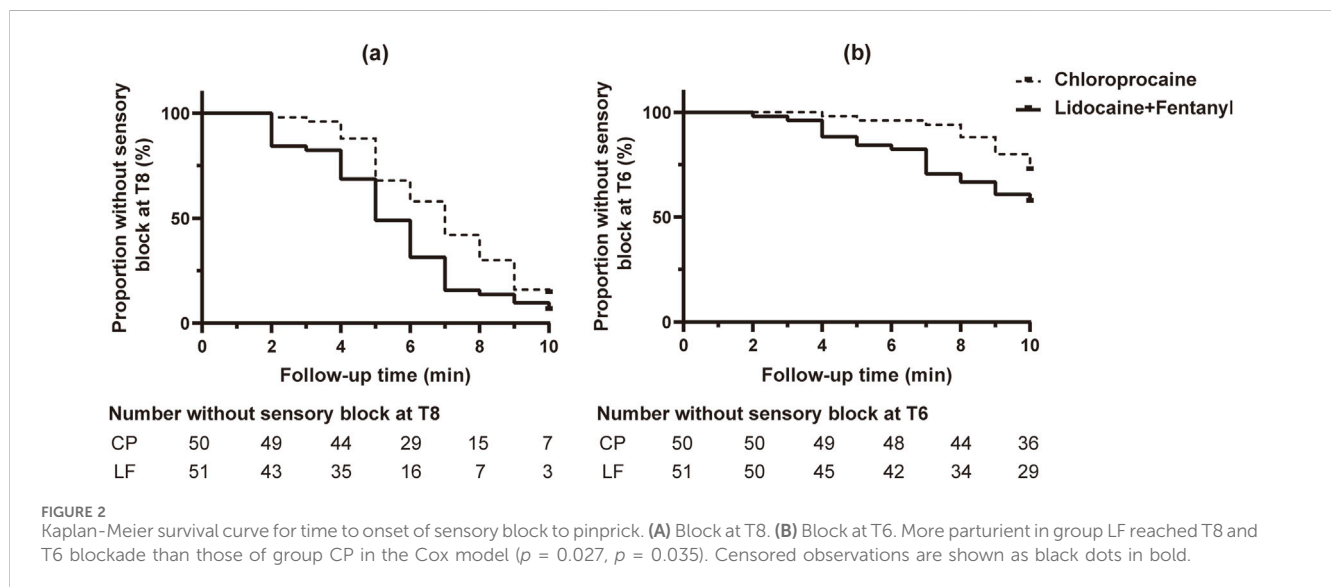 (a)
(b)
Chloroprocaine
Lidocaine+Fentanyl
Proportion without sensory
block at T8 (%)
100
50
0
0 2 4 6 8 10
Follow-up time (min)
Proportion without sensory
block at T6 (%)
100
50
0
0 2 4 6 8 10
Follow-up time (min)
Number without sensory block at T8
CP 50 49 44 29 15 7
LF 51 43 35 16 7 3
Number without sensory block at T6
CP 50 50 49 48 44 36
LF 51 50 45 42 34 29
FIGURE 2
Kaplan-Meier survival curve for time to onset of sensory block to pinprick. (A) Block at T8. (B) Block at T6. More parturient in group LF reached T8 and
T6 blockade than those of group CP in the Cox model (p = 0.027, p = 0.035). Censored observations are shown as black dots in bold.